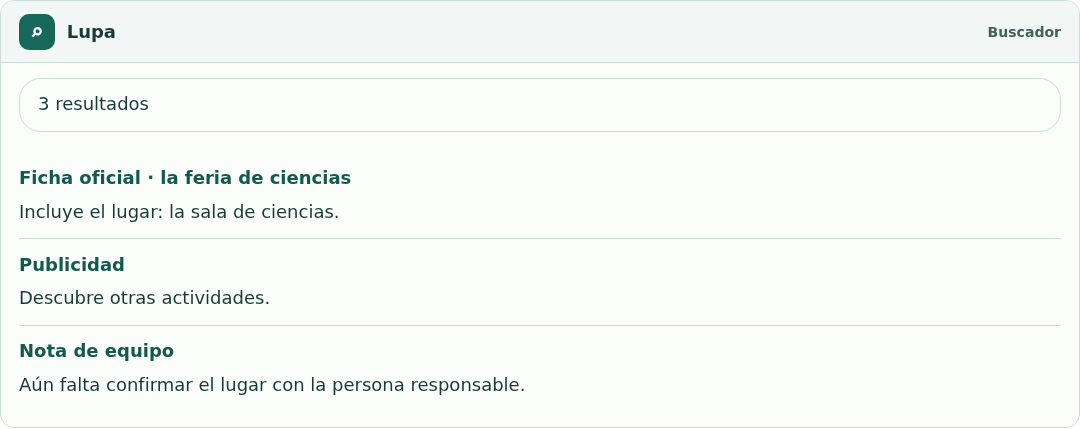 Lupa
Buscador
3 resultados
Ficha oficial · la feria de ciencias
Incluye el lugar: la sala de ciencias.
Publicidad
Descubre otras actividades.
Nota de equipo
Aún falta confirmar el lugar con la persona responsable.